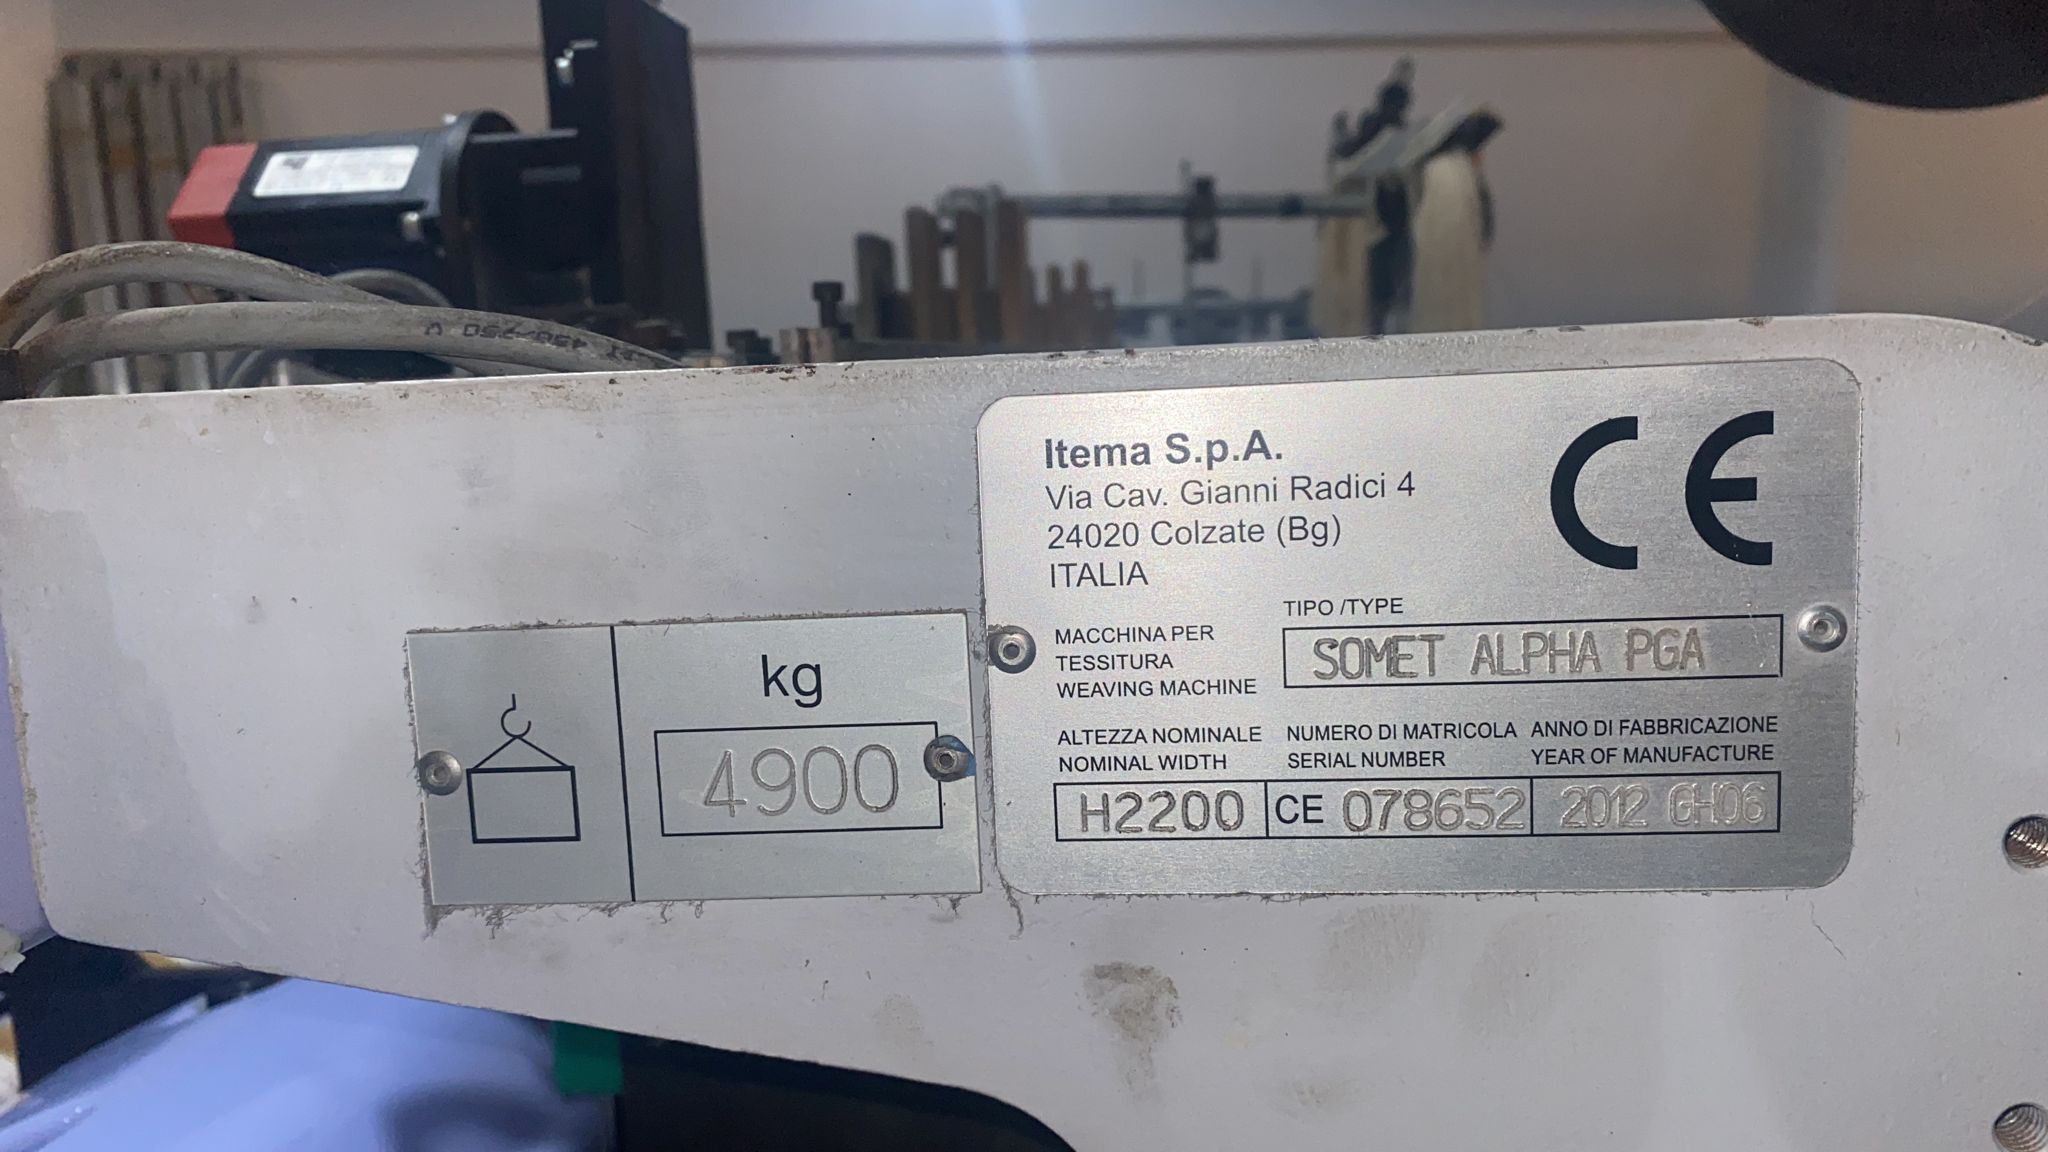 kg
4900
Itema S.p.A.
Via Cav. Gianni Radici 4
24020 Colzate (Bg)
ITALIA
CE
MACCHINA PER
TESSITURA
WEAVING MACHINE
TIPO /TYPE
SOMET ALPHA PGA
ALTEZZA NOMINALE
NOMINAL WIDTH
H2200
NUMERO DI MATRICOLA
SERIAL NUMBER
CE 078652
ANNO DI FABBRICAZIONE
YEAR OF MANUFACTURE
2012 GH06